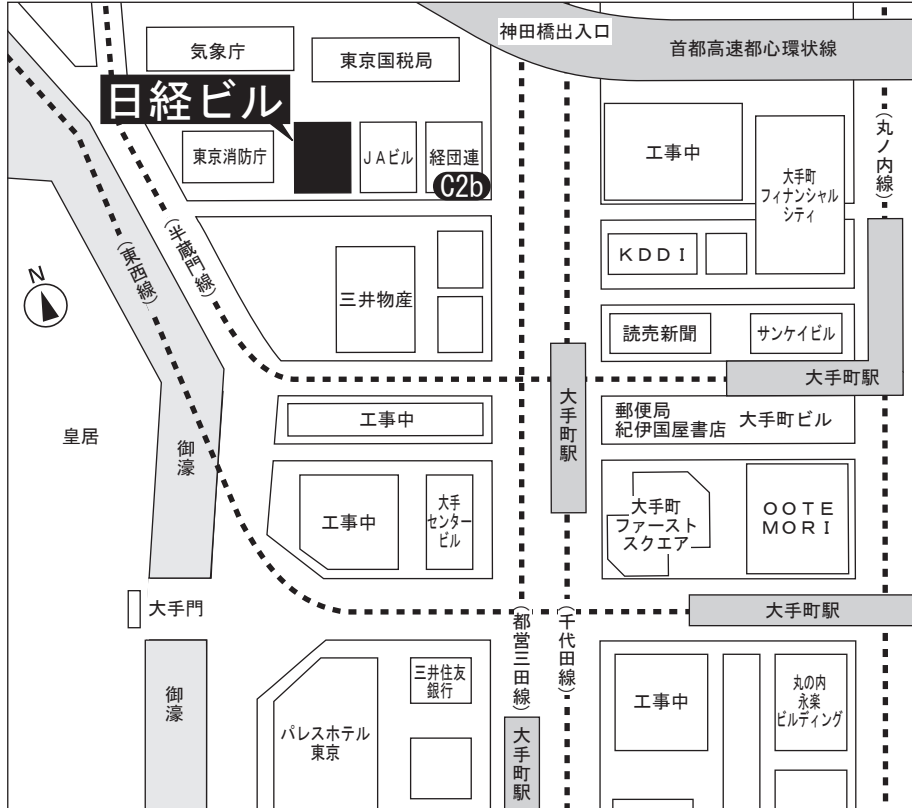 神田橋出入口
首都高速都心環状線
気象庁
東京国税局
日経ビル
東京消防庁
JAビル
経団連
C2b
工事中
大手町
フィナンシャル
シティ
(丸ノ内線)
(半蔵門線)
(東西線)
N
三井物産
KDDI
読売新聞
サンケイビル
大手町駅
大手町駅
工事中
郵便局
紀伊国屋書店
大手町ビル
皇居
御濠
工事中
大手
センター
ビル
大手町
ファースト
スクエア
OOTE
MORI
大手門
大手町駅
(都営三田線)
(千代田線)
御濠
三井住友
銀行
パレスホテル
東京
大手町駅
工事中
丸の内
永楽
ビルディング